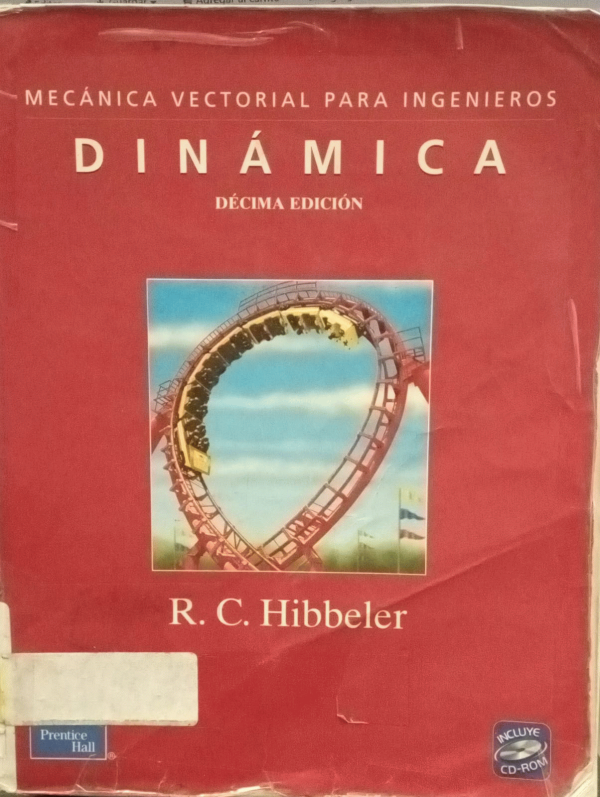 MECÁNICA VECTORIAL PARA INGENIEROS
DINÁMICA
DÉCIMA EDICIÓN
R. C. Hibbeler
Prentice
Hall
®
INCLUYE
CD-ROM